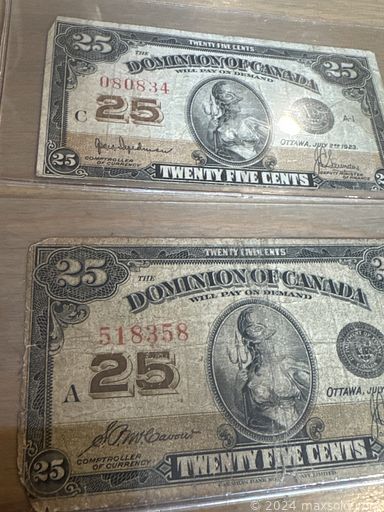 25 TWENTY FIVE CENTS 25
THE DOMINION OF CANADA
WILL PAY ON DEMAND
080834
C 25 A-1
OTTAWA, JULY 2ND 1923.
COMPTROLLER
OF CURRENCY
DEPUTY MINISTER
OF FINANCE
25 TWENTY FIVE CENTS 25
25 TWENTY FIVE CENTS
THE DOMINION OF CANADA
WILL PAY ON DEMAND
518358
A 25
OTTAWA, JULY
COMPTROLLER
OF CURRENCY
25 TWENTY FIVE CENTS
© 2024 maxsok